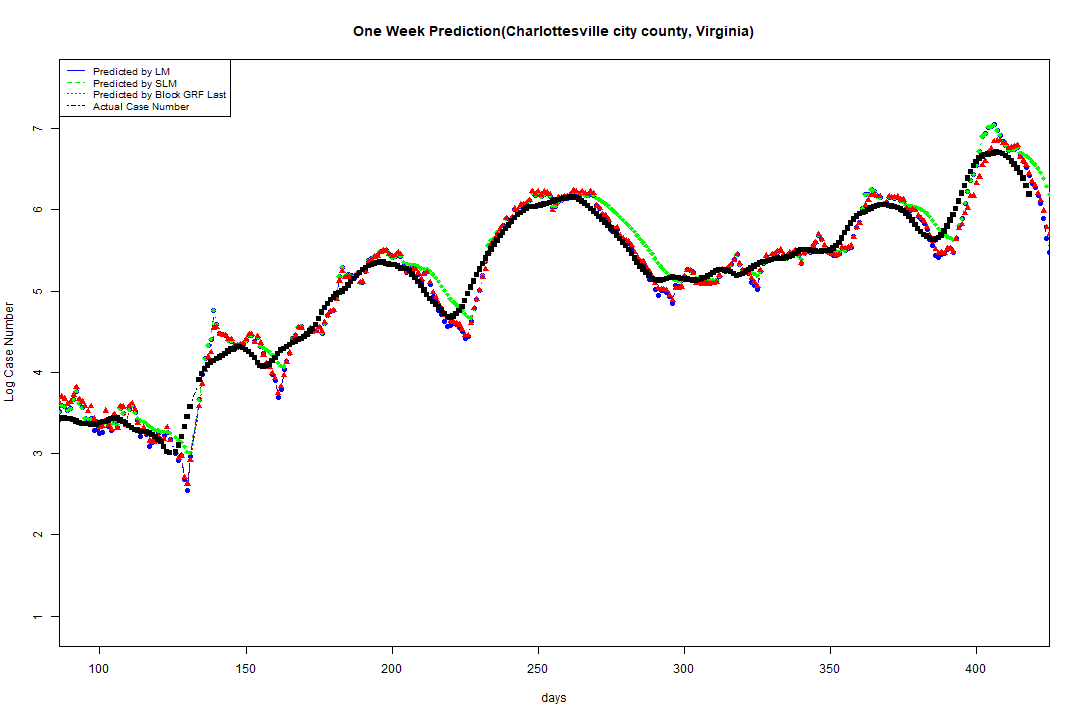 One Week Prediction(Charlottesville city county, Virginia)
Predicted by LM
Predicted by SLM
Predicted by Block GRF Last
Actual Case Number
7
6
5
4
3
2
1
Log Case Number
100 150 200 250 300 350 400
days